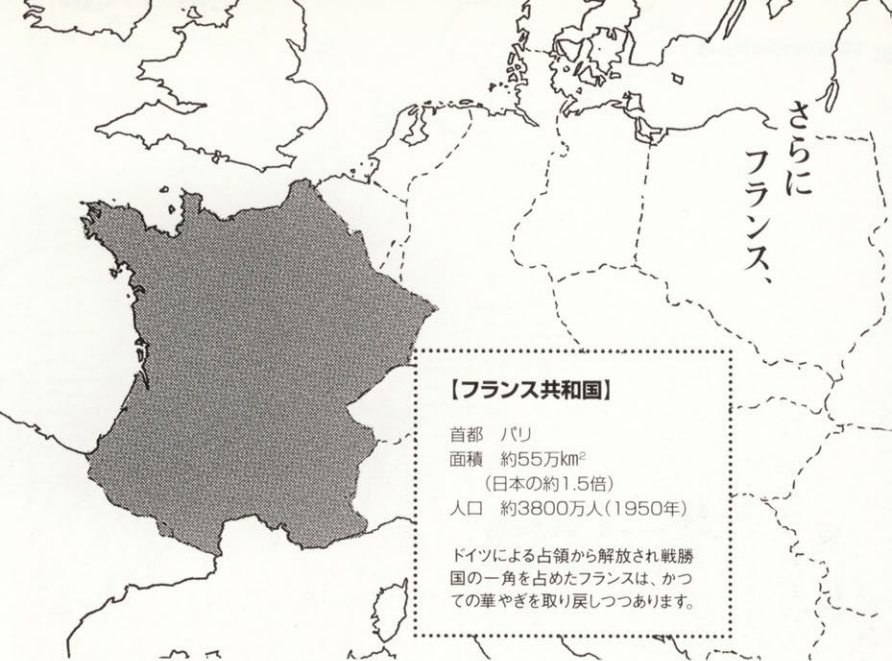 さらに
フランス、
【フランス共和国】
首都　パリ
面積　約55万km²
（日本の約1.5倍）
人口　約3800万人（1950年）
ドイツによる占領から解放され戦勝
国の一角を占めたフランスは、かつ
ての華やぎを取り戻しつつあります。